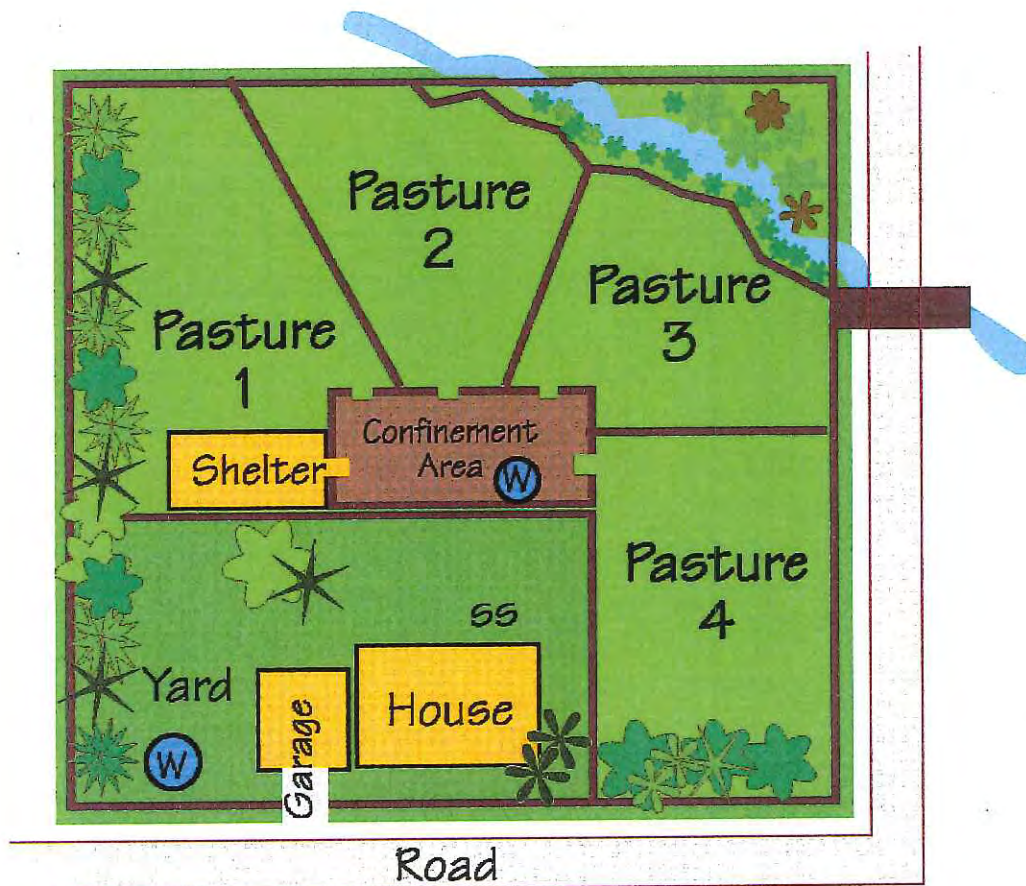 Pasture
2
Pasture
3
Pasture
1
Confinement
Area
W
Shelter
Pasture
4
SS
Yard
House
Garage
W
Road